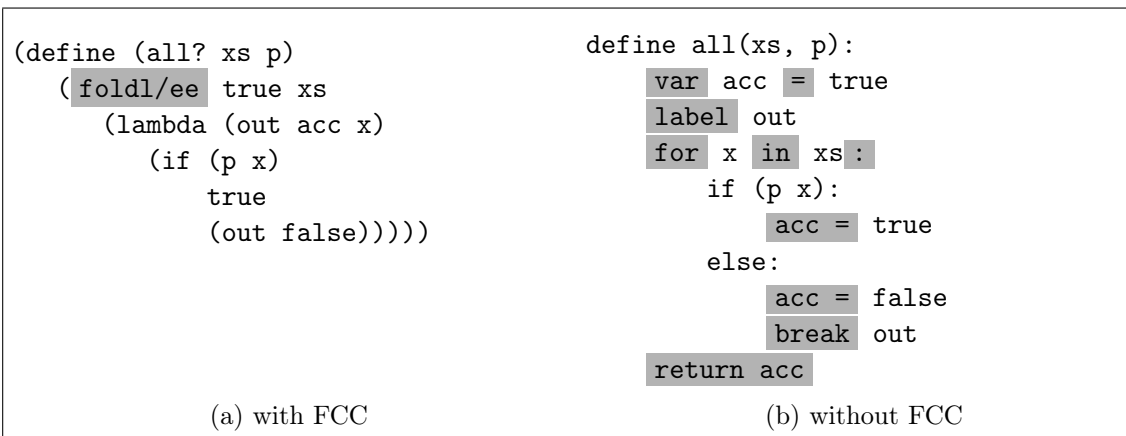 (define (all? xs p)
(foldl/ee true xs
(lambda (out acc x)
(if (p x)
true
(out false)))))
(a) with FCC
define all(xs, p):
var acc = true
label out
for x in xs:
if (p x):
acc = true
else:
acc = false
break out
return acc
(b) without FCC